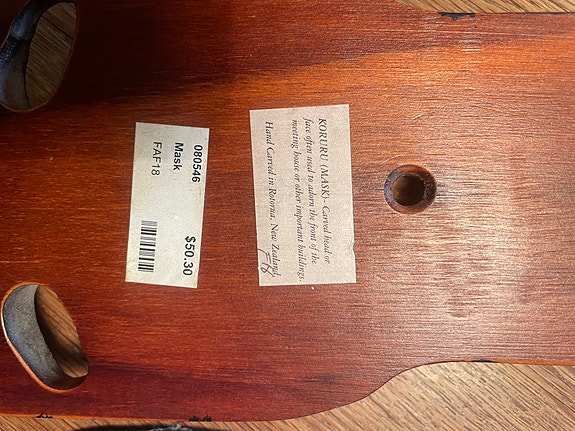 KORURU (MASK) - Carved head or
face often used to adorn the front of the
meeting house or other important buildings.
Hand Carved in Rotorua, New Zealand.
080546 $50.30
Mask
FAF18